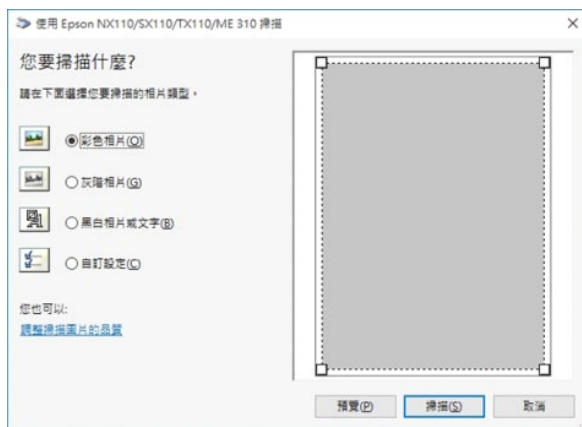 使用 Epson NX110/SX110/TX110/ME 310 掃描
您要掃描什麼?
請在下面選擇您要掃描的相片類型。
彩色相片(O)
灰階相片(G)
黑白相片或文字(B)
自訂設定(C)
您也可以:
調整掃描圖片的品質
預覽(P)
掃描(S)
取消